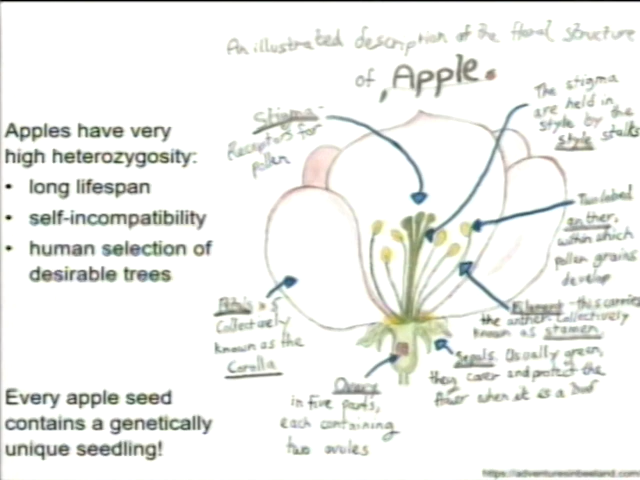 An illustrated description of the floral structure
of Apple.
Apples have very
high heterozygosity:
• long lifespan
• self-incompatibility
• human selection of
desirable trees
Every apple seed
contains a genetically
unique seedling!
Stigma -
Receptors for
pollen
The stigma
are held in
style by the
style stalks
Two lobed
anther,
within which
pollen grains
develop
Filament - this carries
the anther. Collectively
known as stamen.
Petals x 5
Collectively
known as the
Corolla
Sepals. Usually green,
they cover and protect the
flower when it is a bud
Ovary
in five parts,
each containing
two ovules
https://adventuresinbeeland.com